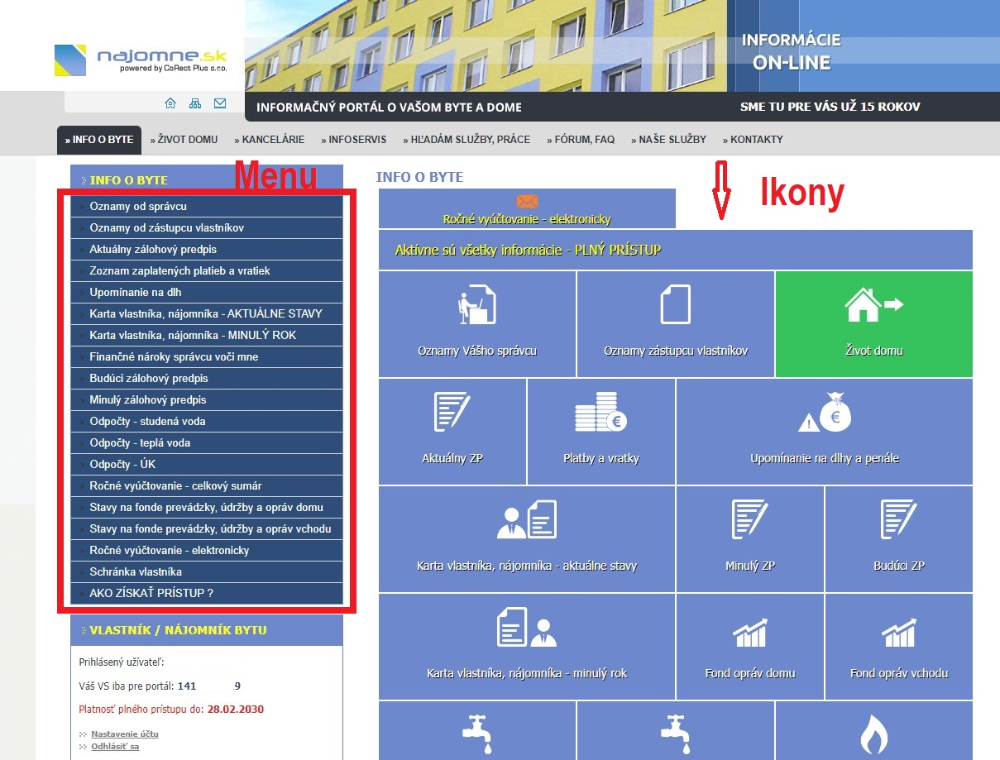 najomne.sk
powered by CoRect Plus s.r.o.
INFORMÁCIE
ON-LINE
INFORMAČNÝ PORTÁL O VAŠOM BYTE A DOME
SME TU PRE VÁS UŽ 15 ROKOV
» INFO O BYTE » ŽIVOT DOMU » KANCELÁRIE » INFOSERVIS » HĽADÁM SLUŽBY, PRÁCE » FÓRUM, FAQ » NAŠE SLUŽBY » KONTAKTY
INFO O BYTE
Menu
Oznamy od správcu
Oznamy od zástupcu vlastníkov
Aktuálny zálohový predpis
Zoznam zaplatených platieb a vratiek
Upomínanie na dlh
Karta vlastníka, nájomníka - AKTUÁLNE STAVY
Karta vlastníka, nájomníka - MINULÝ ROK
Finančné nároky správcu voči mne
Budúci zálohový predpis
Minulý zálohový predpis
Odpočty - studená voda
Odpočty - teplá voda
Odpočty - ÚK
Ročné vyúčtovanie - celkový sumár
Stavy na fonde prevádzky, údržby a opráv domu
Stavy na fonde prevádzky, údržby a opráv vchodu
Ročné vyúčtovanie - elektronicky
Schránka vlastníka
AKO ZÍSKAŤ PRÍSTUP ?
VLASTNÍK / NÁJOMNÍK BYTU
Prihlásený užívateľ:
Váš VS iba pre portál: 141 9
Platnosť plného prístupu do: 28.02.2030
Nastavenie účtu
Odhlásiť sa
INFO O BYTE
Ikony
Ročné vyúčtovanie - elektronicky
Aktívne sú všetky informácie - PLNÝ PRÍSTUP
Oznamy Vášho správcu
Oznamy zástupcu vlastníkov
Život domu
Aktuálny ZP
Platby a vratky
Upomínanie na dlhy a penále
Karta vlastníka, nájomníka - aktuálne stavy
Minulý ZP
Budúci ZP
Karta vlastníka, nájomníka - minulý rok
Fond opráv domu
Fond opráv vchodu